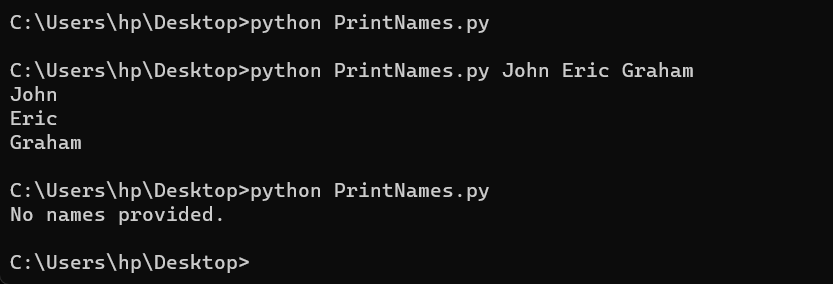 C:\Users\hp\Desktop>python PrintNames.py
C:\Users\hp\Desktop>python PrintNames.py John Eric Graham
John
Eric
Graham
C:\Users\hp\Desktop>python PrintNames.py
No names provided.
C:\Users\hp\Desktop>